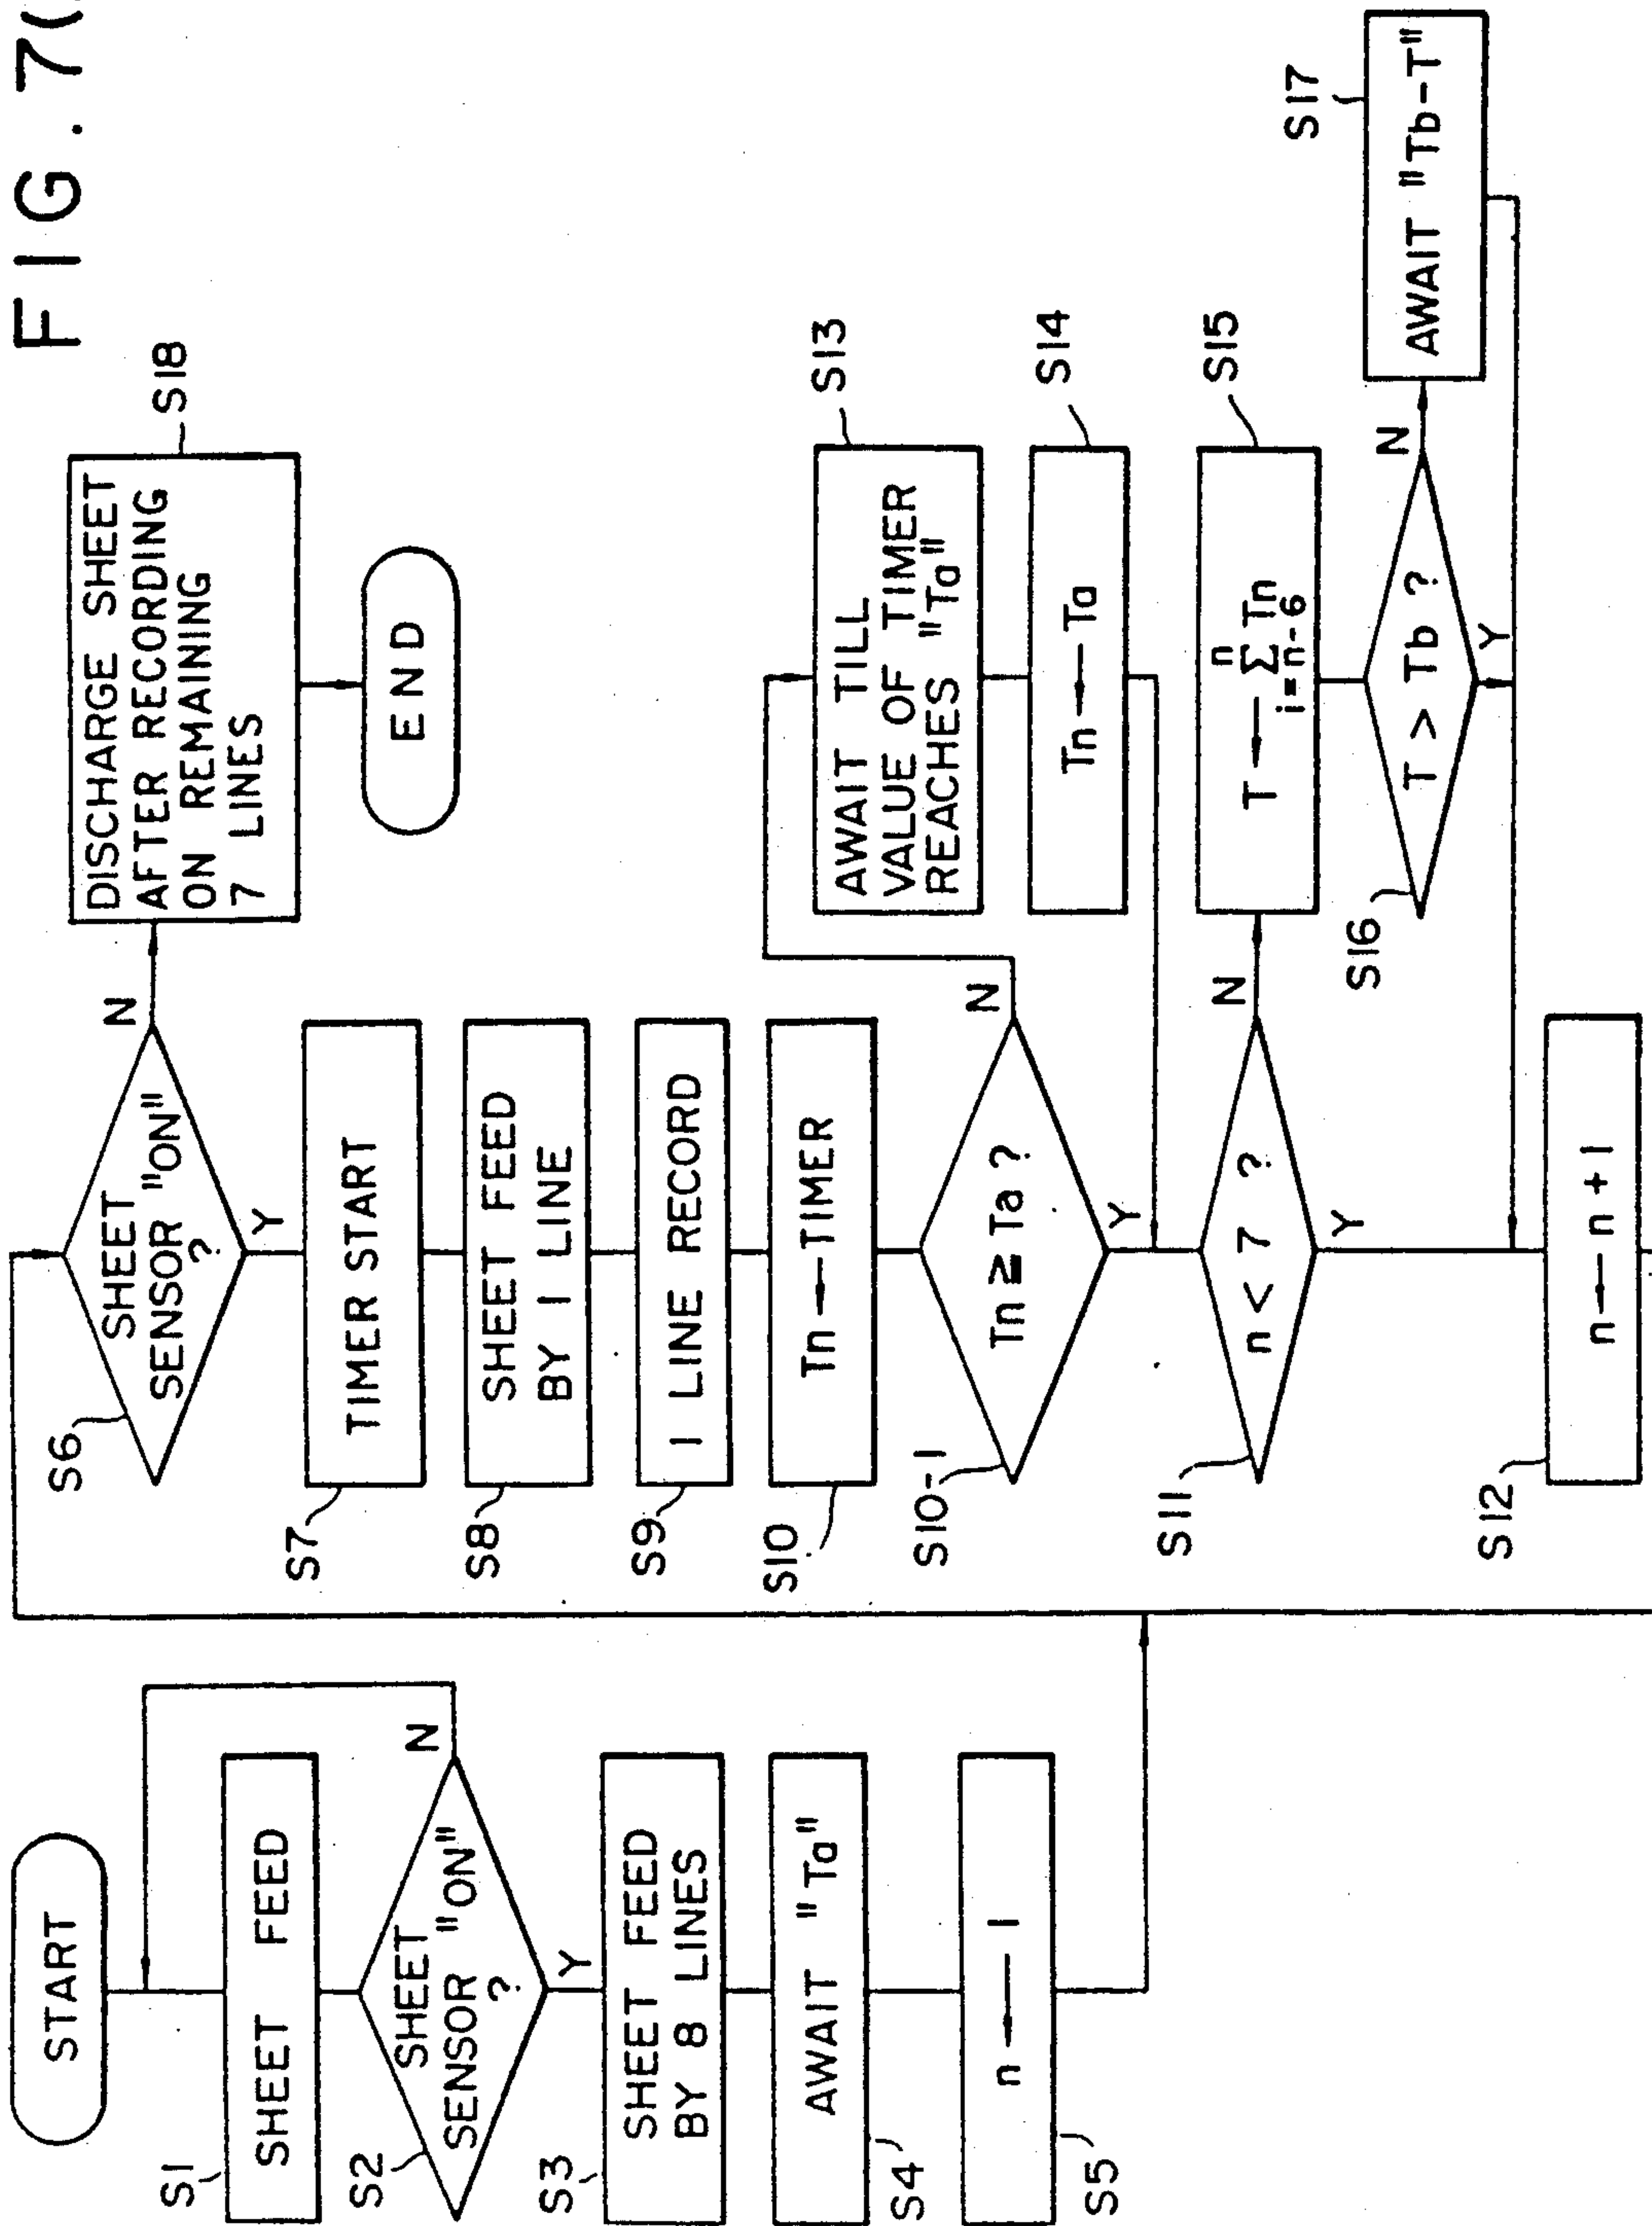 FIG. 7(
START
S1
SHEET FEED
S2
SHEET
SENSOR "ON"
?
N
Y
S3
SHEET FEED
BY 8 LINES
AWAIT "Ta"
S4
n ← 1
S5
S6
SHEET
SENSOR "ON"
?
N
Y
DISCHARGE SHEET
AFTER RECORDING
ON REMAINING
7 LINES
S18
END
S7
TIMER START
S8
SHEET FEED
BY 1 LINE
S9
1 LINE RECORD
S10
Tn ← TIMER
S10-1
Tn ≧ Ta ?
N
Y
AWAIT TILL
VALUE OF TIMER
REACHES "Ta"
S13
Tn ← Ta
S14
S11
n < 7 ?
N
Y
T ← n Σ i=n-6 Tn
S15
S16
T > Tb ?
N
Y
AWAIT "Tb-T"
S17
S12
n ← n + 1